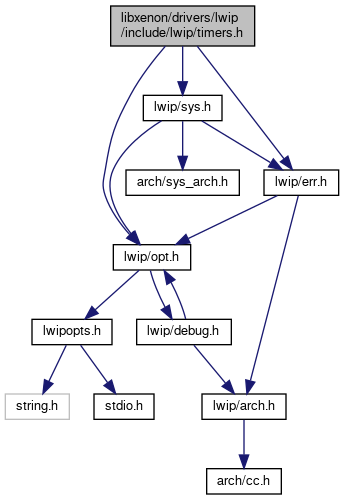 libxenon/drivers/lwip
/include/lwip/timers.h
lwip/sys.h
arch/sys_arch.h
lwip/err.h
lwip/opt.h
lwipopts.h
lwip/debug.h
string.h
stdio.h
lwip/arch.h
arch/cc.h